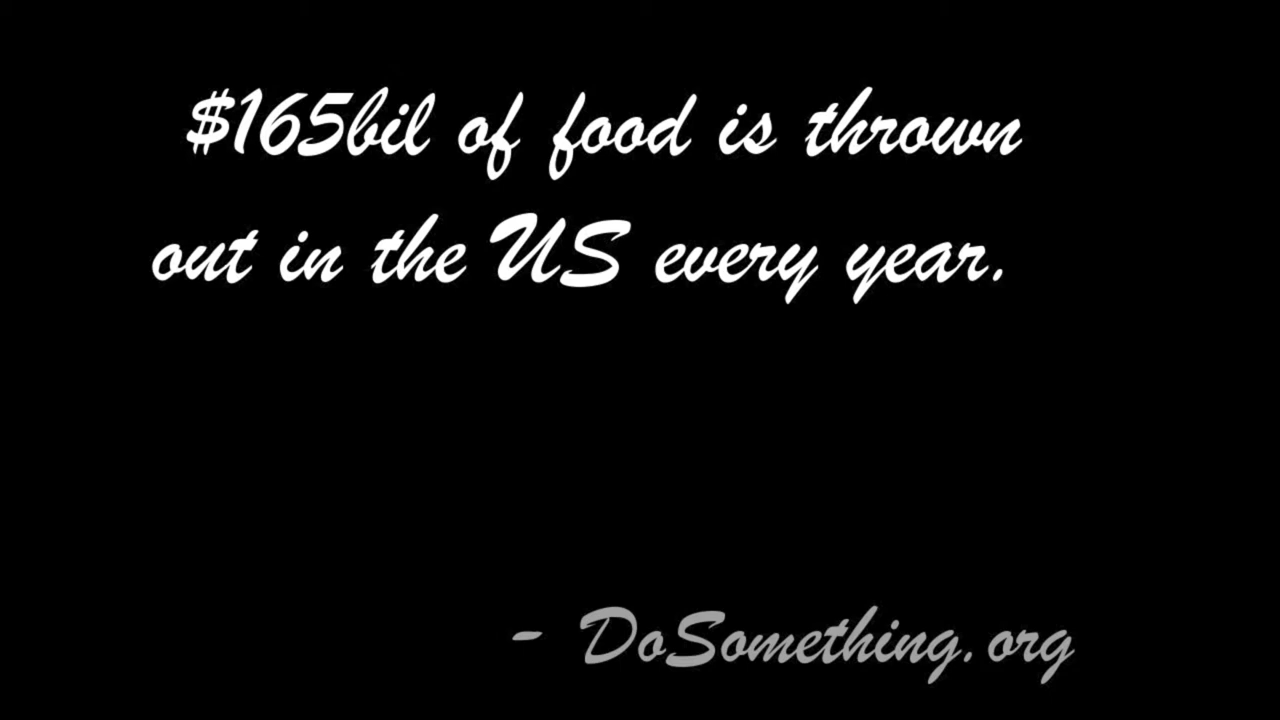 $165bil of food is thrown
out in the US every year.
- DoSomething.org